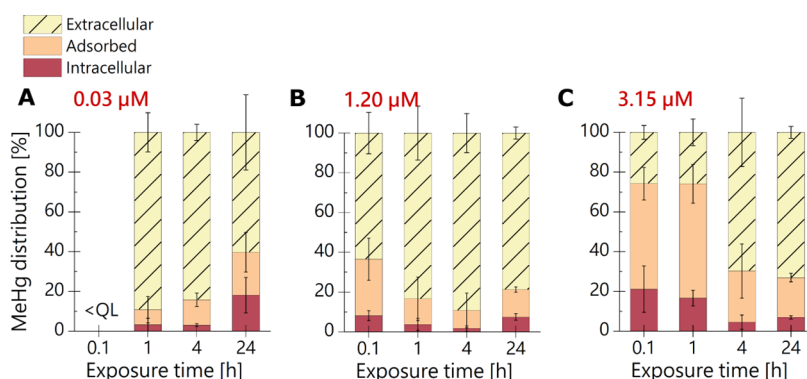 Extracellular
Adsorbed
Intracellular
A 0.03 µM
B 1.20 µM
C 3.15 µM
MeHg distribution [%]
100
80
60
40
20
0
<QL
0.1 1 4 24
Exposure time [h]
100
80
60
40
20
0
0.1 1 4 24
Exposure time [h]
100
80
60
40
20
0
0.1 1 4 24
Exposure time [h]